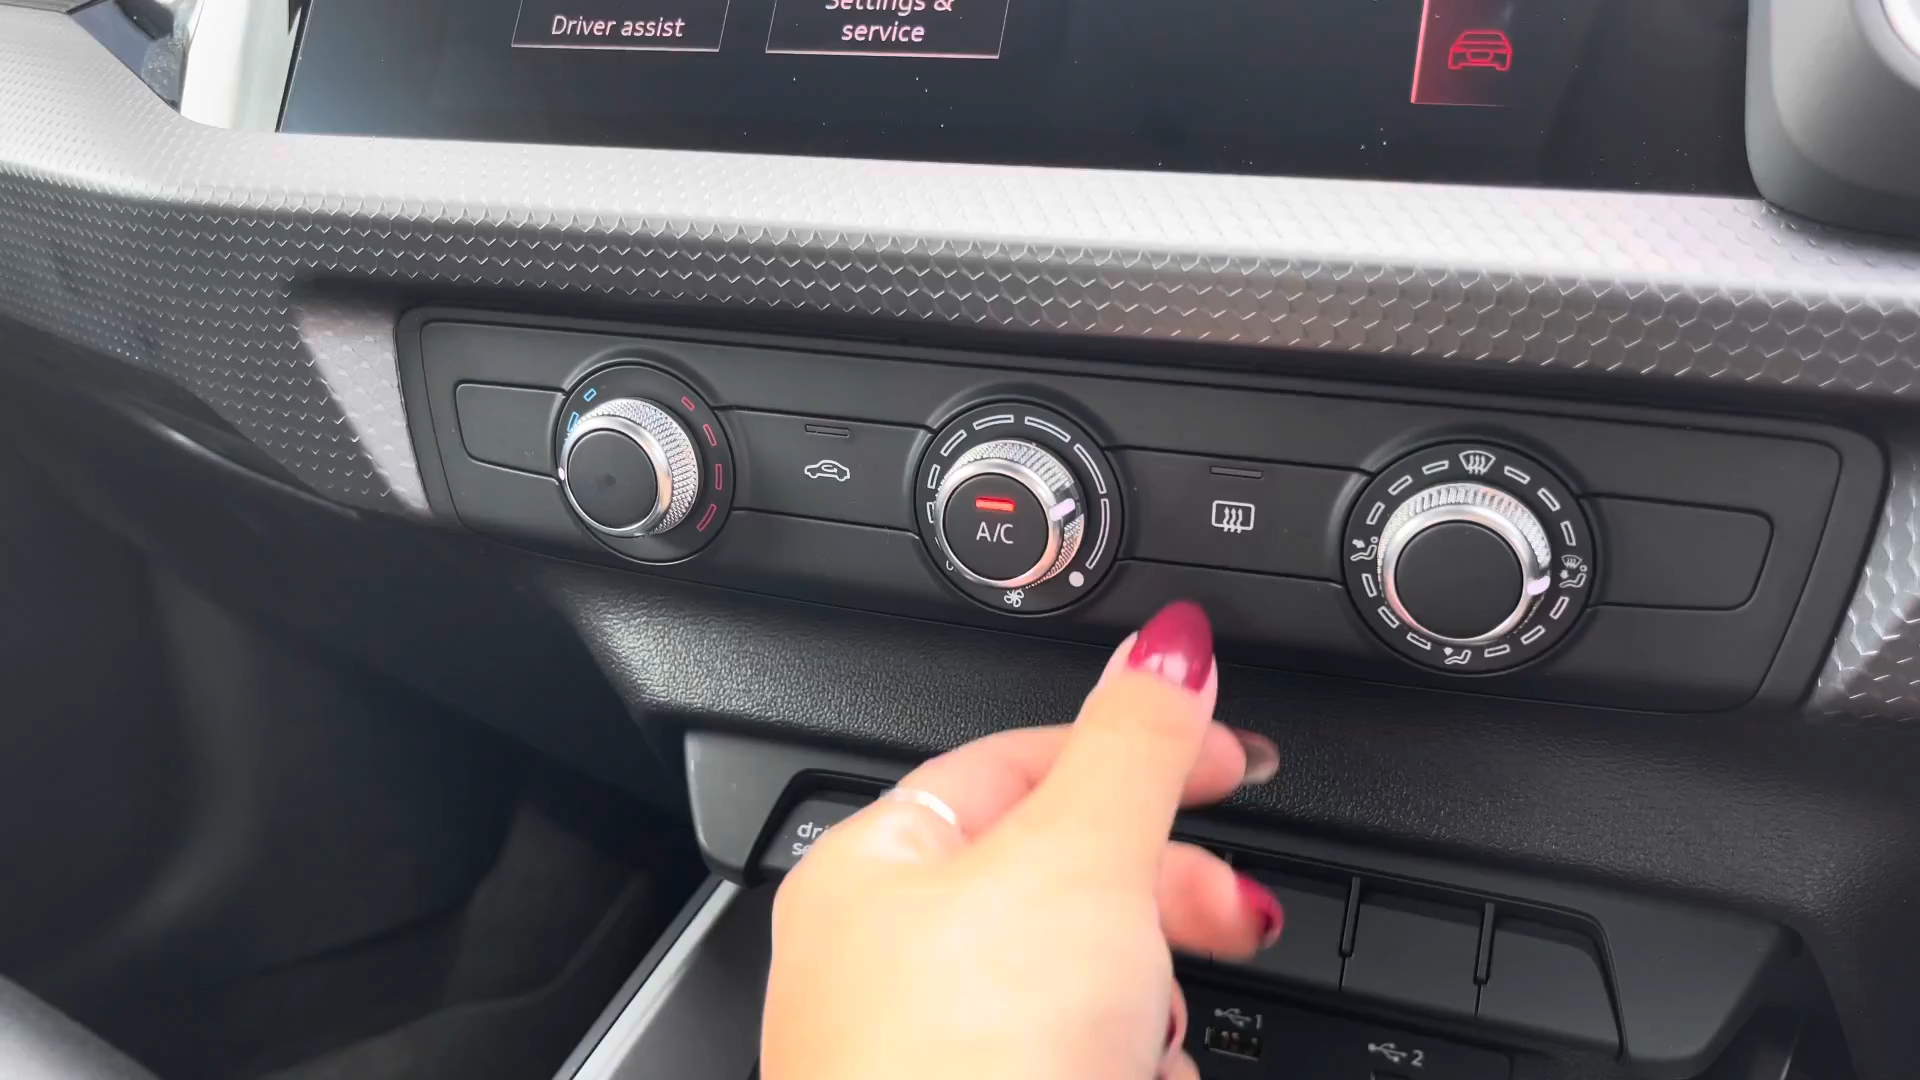 Driver assist
Settings &
service
A/C
1
2